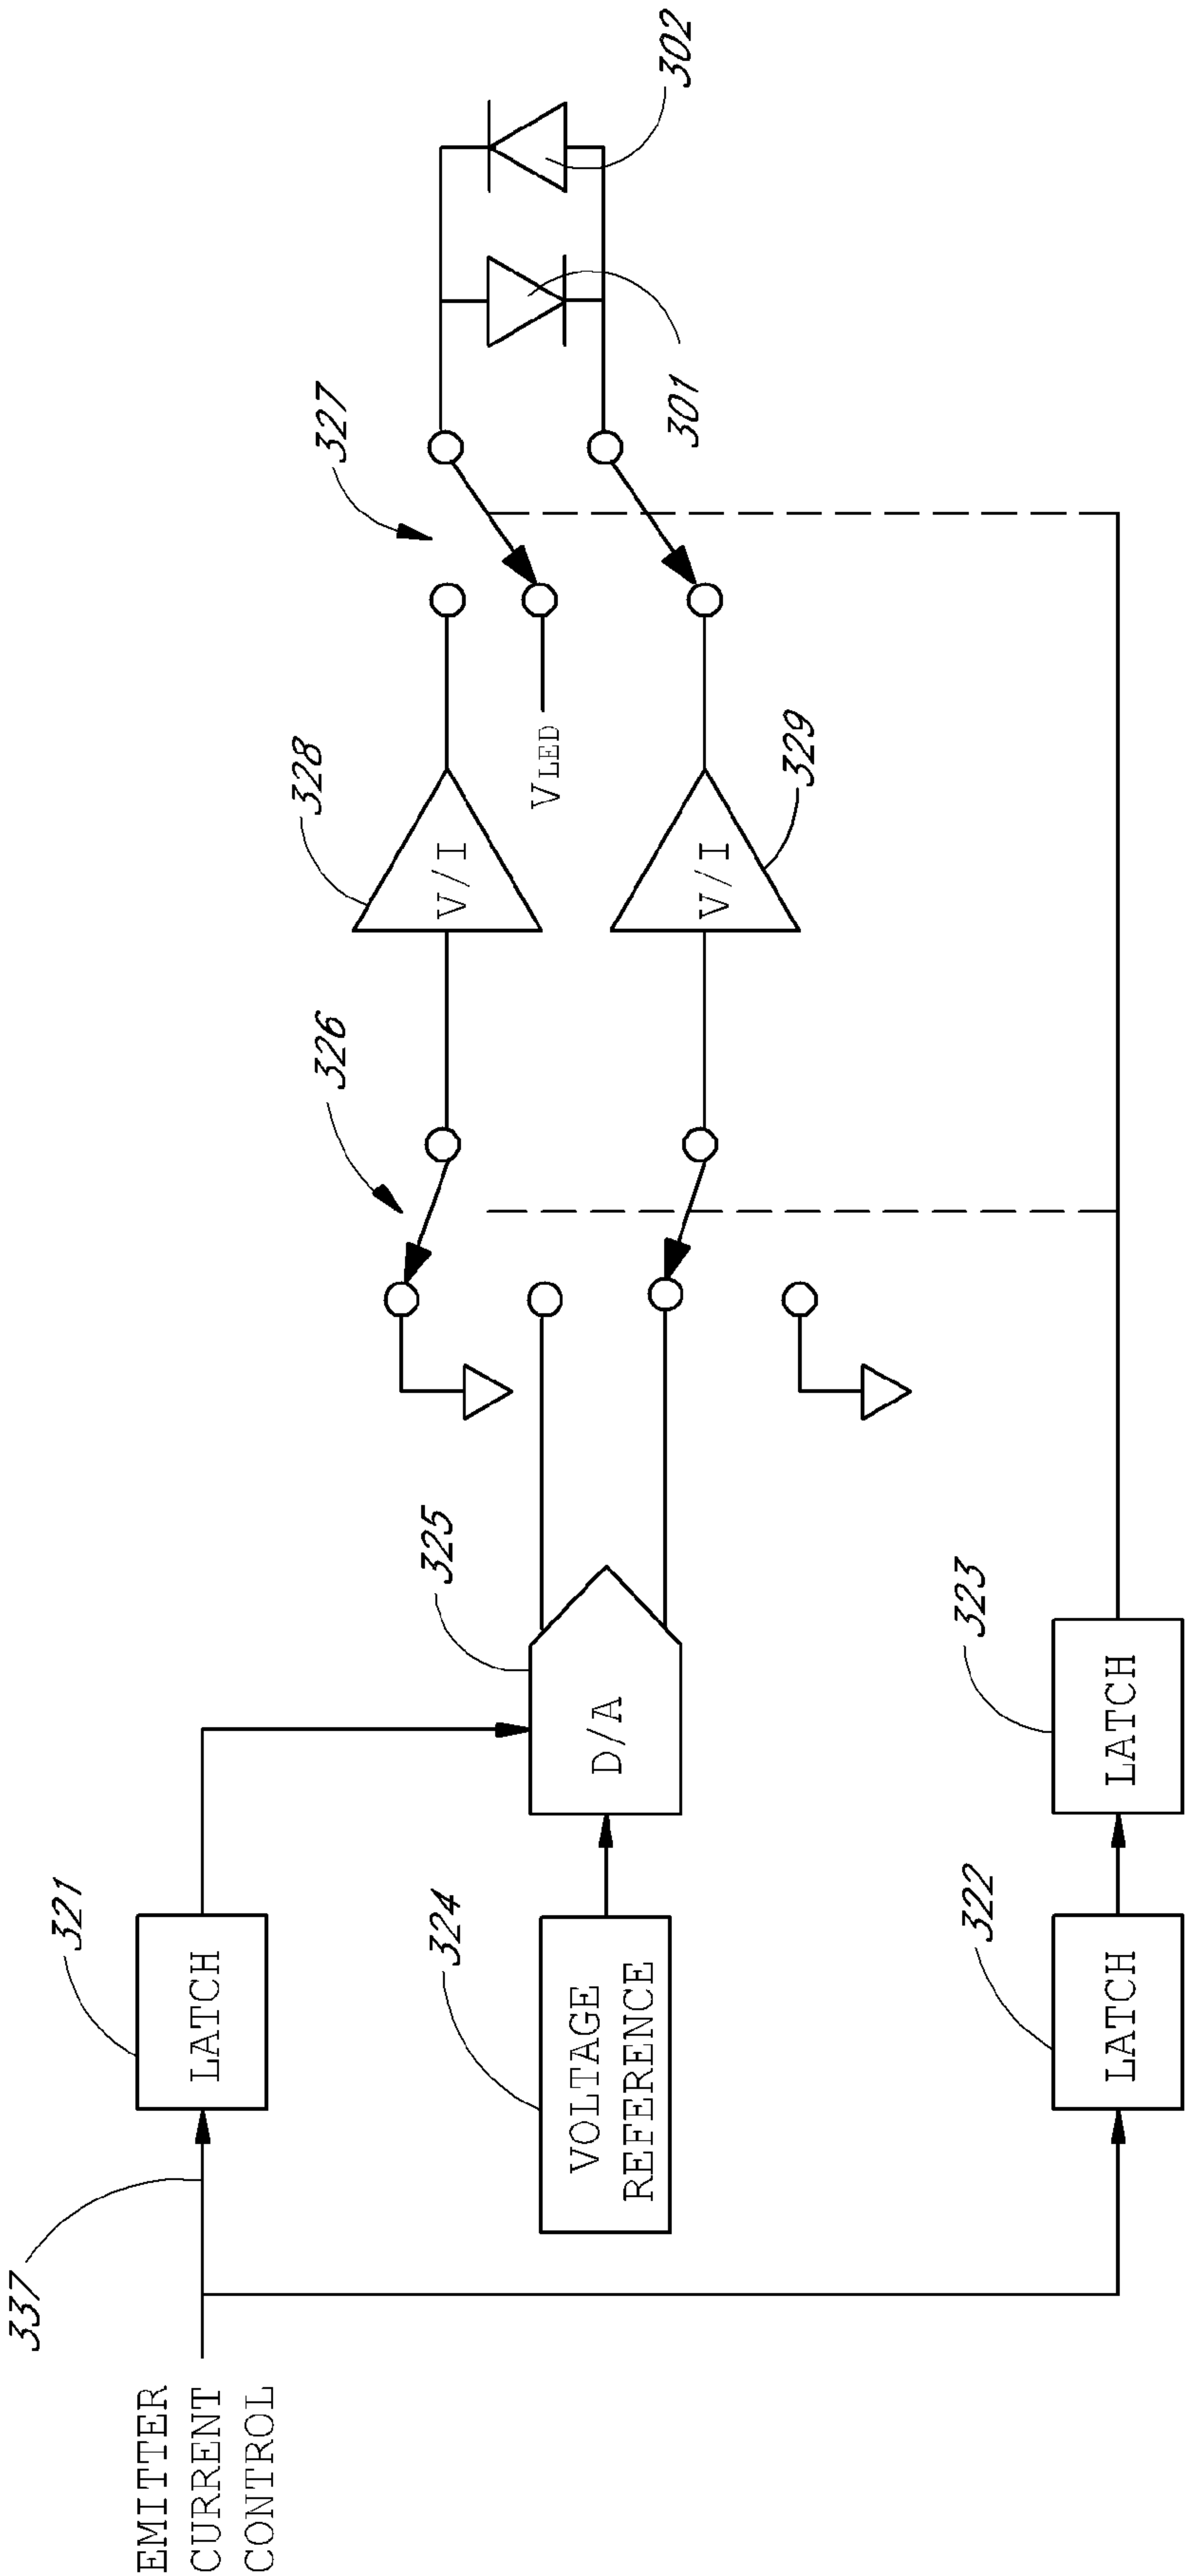 EMITTER
CURRENT
CONTROL
337
LATCH
321
VOLTAGE
REFERENCE
324
D/A
325
LATCH
322
LATCH
323
326
V/I
328
V/I
329
VLED
327
301
302